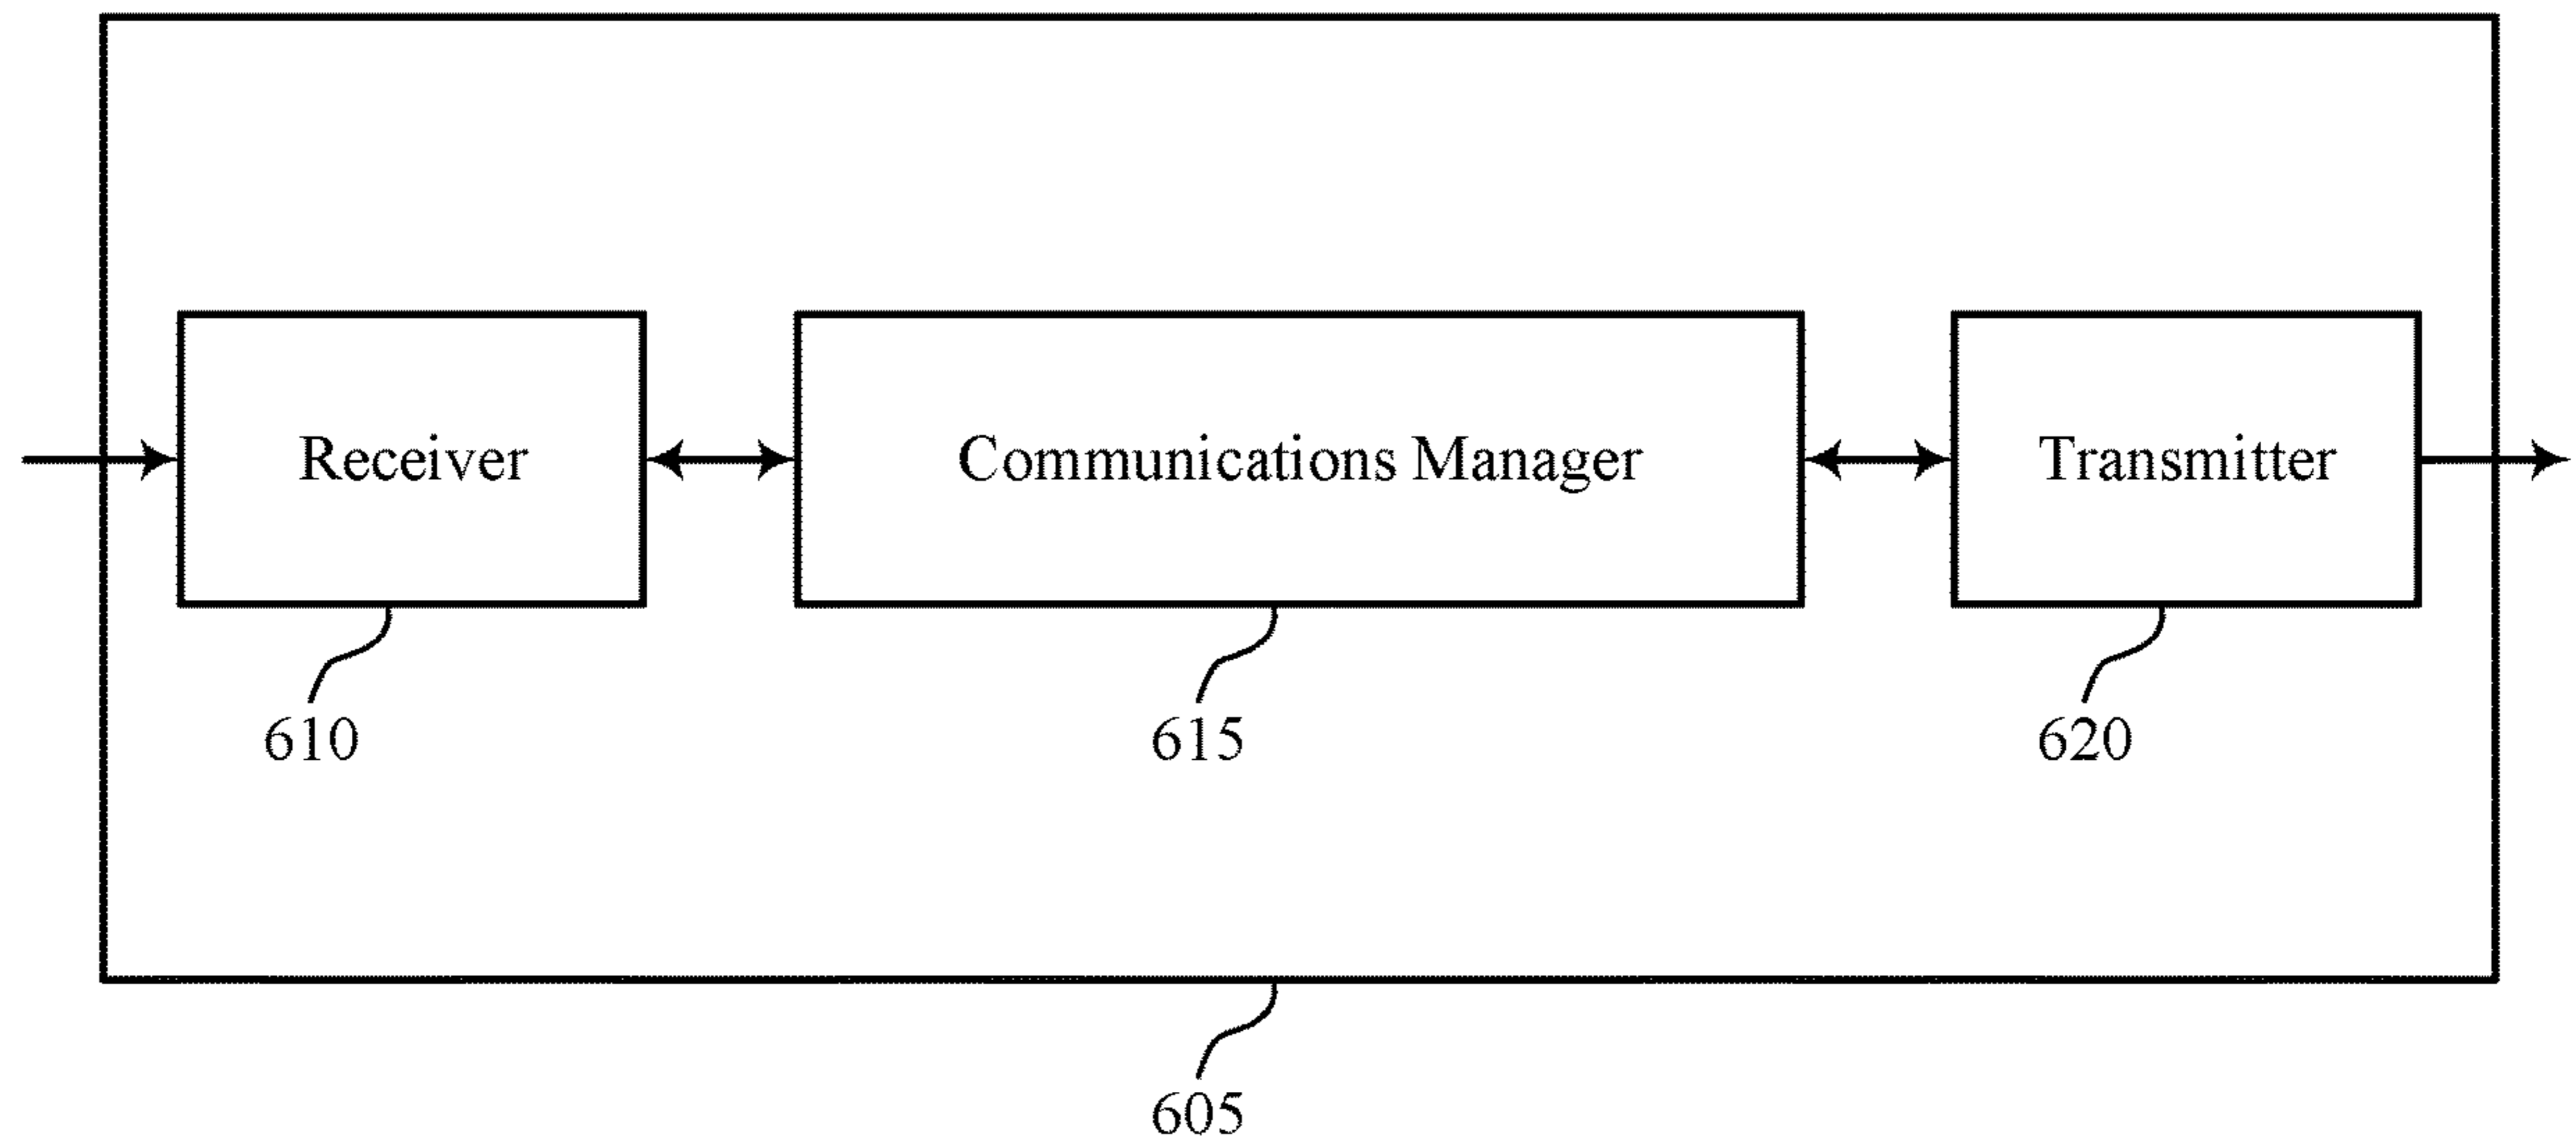 Receiver
Communications Manager
Transmitter
610
615
620
605